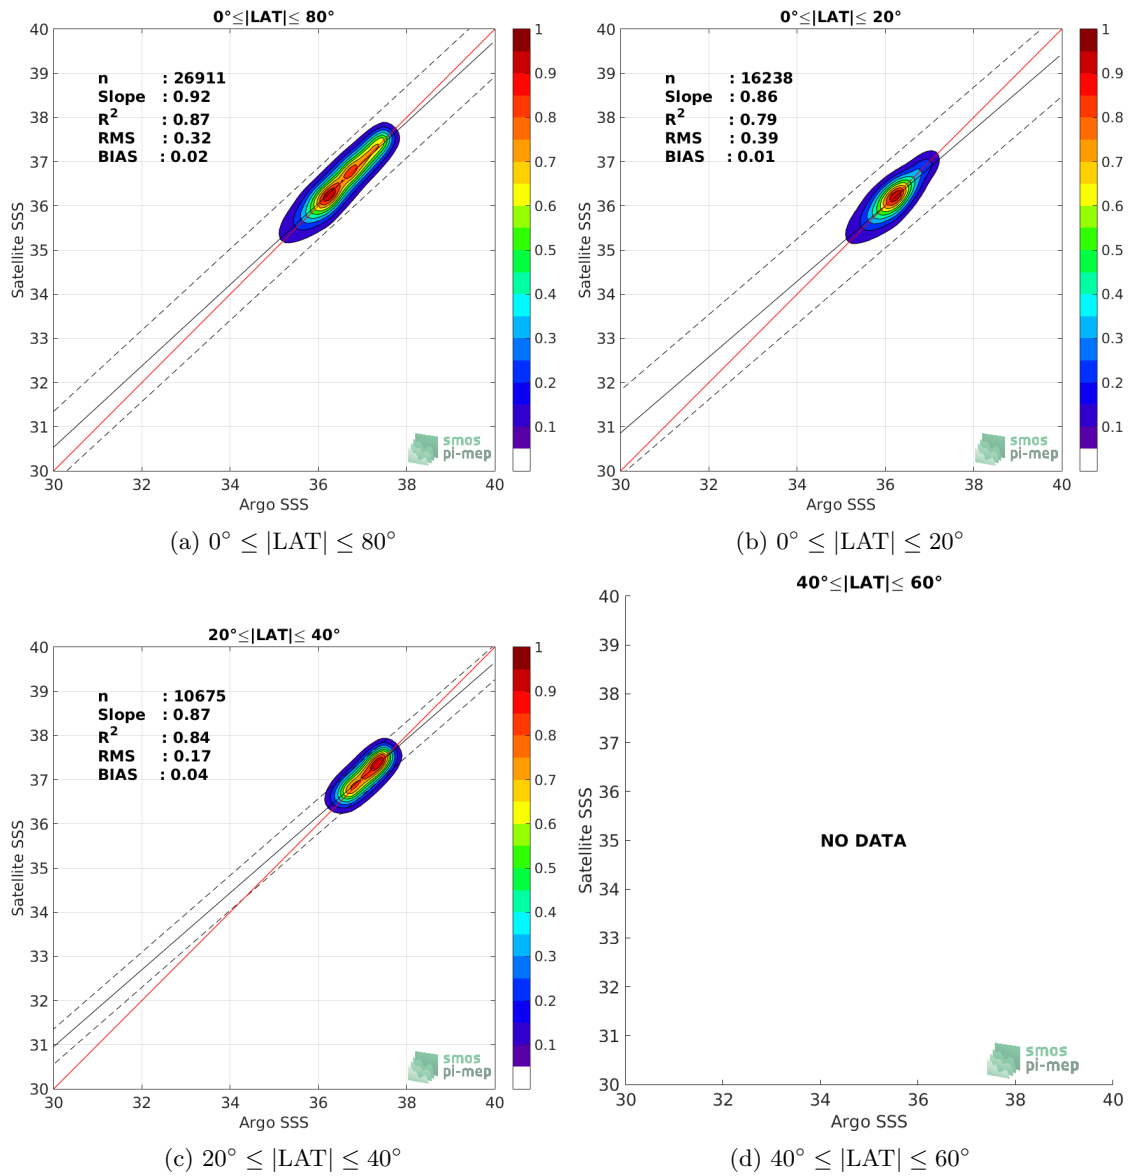 0°≤|LAT|≤ 80°
n : 26911
Slope : 0.92
R² : 0.87
RMS : 0.32
BIAS : 0.02
Satellite SSS
40
39
38
37
36
35
34
33
32
31
30
30 32 34 36 38 40
Argo SSS
1
0.9
0.8
0.7
0.6
0.5
0.4
0.3
0.2
0.1
smos
pi-mep
(a) 0° ≤ |LAT| ≤ 80°
0°≤|LAT|≤ 20°
n : 16238
Slope : 0.86
R² : 0.79
RMS : 0.39
BIAS : 0.01
Satellite SSS
40
39
38
37
36
35
34
33
32
31
30
30 32 34 36 38 40
Argo SSS
1
0.9
0.8
0.7
0.6
0.5
0.4
0.3
0.2
0.1
smos
pi-mep
(b) 0° ≤ |LAT| ≤ 20°
20°≤|LAT|≤ 40°
n : 10675
Slope : 0.87
R² : 0.84
RMS : 0.17
BIAS : 0.04
Satellite SSS
40
39
38
37
36
35
34
33
32
31
30
30 32 34 36 38 40
Argo SSS
1
0.9
0.8
0.7
0.6
0.5
0.4
0.3
0.2
0.1
smos
pi-mep
(c) 20° ≤ |LAT| ≤ 40°
40°≤|LAT|≤ 60°
NO DATA
Satellite SSS
40
39
38
37
36
35
34
33
32
31
30
30 32 34 36 38 40
Argo SSS
smos
pi-mep
(d) 40° ≤ |LAT| ≤ 60°